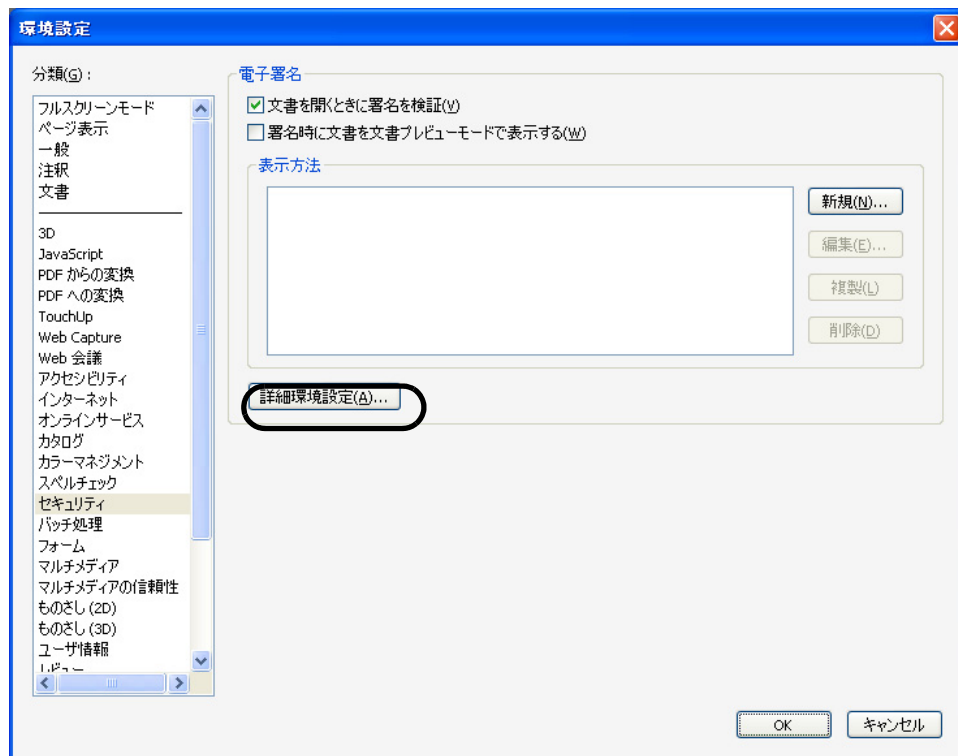 環境設定
分類(G):
フルスクリーンモード
ページ表示
一般
注釈
文書
3D
JavaScript
PDF からの変換
PDF への変換
TouchUp
Web Capture
Web 会議
アクセシビリティ
インターネット
オンラインサービス
カタログ
カラーマネジメント
スペルチェック
セキュリティ
バッチ処理
フォーム
マルチメディア
マルチメディアの信頼性
ものさし (2D)
ものさし (3D)
ユーザ情報
レビュー
電子署名
文書を開くときに署名を検証(V)
署名時に文書を文書プレビューモードで表示する(W)
表示方法
新規(N)...
編集(E)...
複製(L)
削除(D)
詳細環境設定(A)...
OK
キャンセル